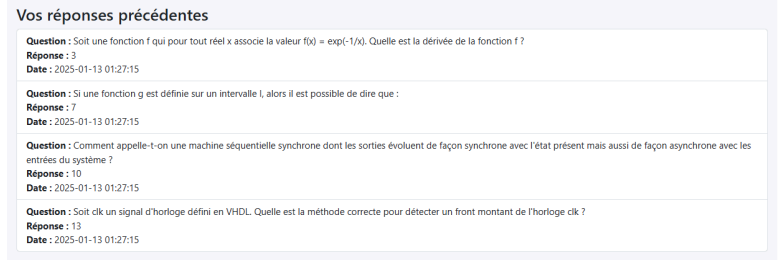 Vos réponses précédentes
Question : Soit une fonction f qui pour tout réel x associe la valeur f(x) = exp(-1/x). Quelle est la dérivée de la fonction f ?
Réponse : 3
Date : 2025-01-13 01:27:15
Question : Si une fonction g est définie sur un intervalle I, alors il est possible de dire que :
Réponse : 7
Date : 2025-01-13 01:27:15
Question : Comment appelle-t-on une machine séquentielle synchrone dont les sorties évoluent de façon synchrone avec l'état présent mais aussi de façon asynchrone avec les
entrées du système ?
Réponse : 10
Date : 2025-01-13 01:27:15
Question : Soit clk un signal d'horloge défini en VHDL. Quelle est la méthode correcte pour détecter un front montant de l'horloge clk ?
Réponse : 13
Date : 2025-01-13 01:27:15